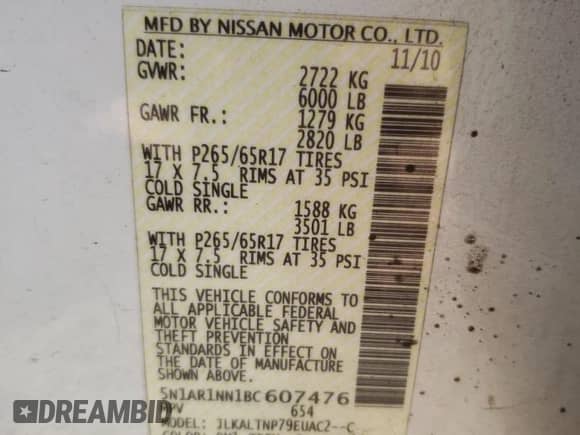 MFD BY NISSAN MOTOR CO., LTD.
DATE: 11/10
GVWR: 2722 KG
6000 LB
GAWR FR.: 1279 KG
2820 LB
WITH P265/65R17 TIRES
17 X 7.5 RIMS AT 35 PSI
COLD SINGLE
GAWR RR.: 1588 KG
3501 LB
WITH P265/65R17 TIRES
17 X 7.5 RIMS AT 35 PSI
COLD SINGLE
THIS VEHICLE CONFORMS TO
ALL APPLICABLE FEDERAL
MOTOR VEHICLE SAFETY AND
THEFT PREVENTION
STANDARDS IN EFFECT ON
THE DATE OF MANUFACTURE
SHOWN ABOVE.
5N1AR1NN1BC607476
654
MODEL: JLKALTNP79EUAC2--C
IDREAMBID.COM